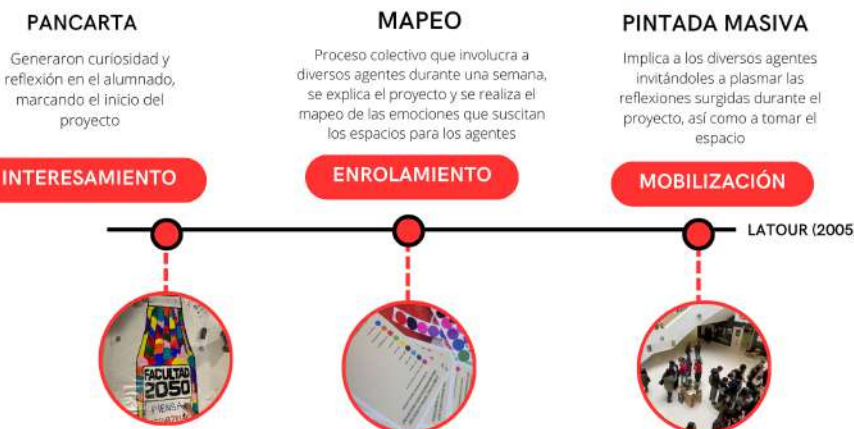 PANCARTA
Generaron curiosidad y
reflexión en el alumnado,
marcando el inicio del
proyecto
INTERESAMIENTO
MAPEO
Proceso colectivo que involucra a
diversos agentes durante una semana,
se explica el proyecto y se realiza el
mapeo de las emociones que suscitan
los espacios para los agentes
ENROLAMIENTO
PINTADA MASIVA
Implica a los diversos agentes
invitándoles a plasmar las
reflexiones surgidas durante el
proyecto, así como a tomar el
espacio
MOBILIZACIÓN
LATOUR (2005
FACULTAD
2050
PIENSA